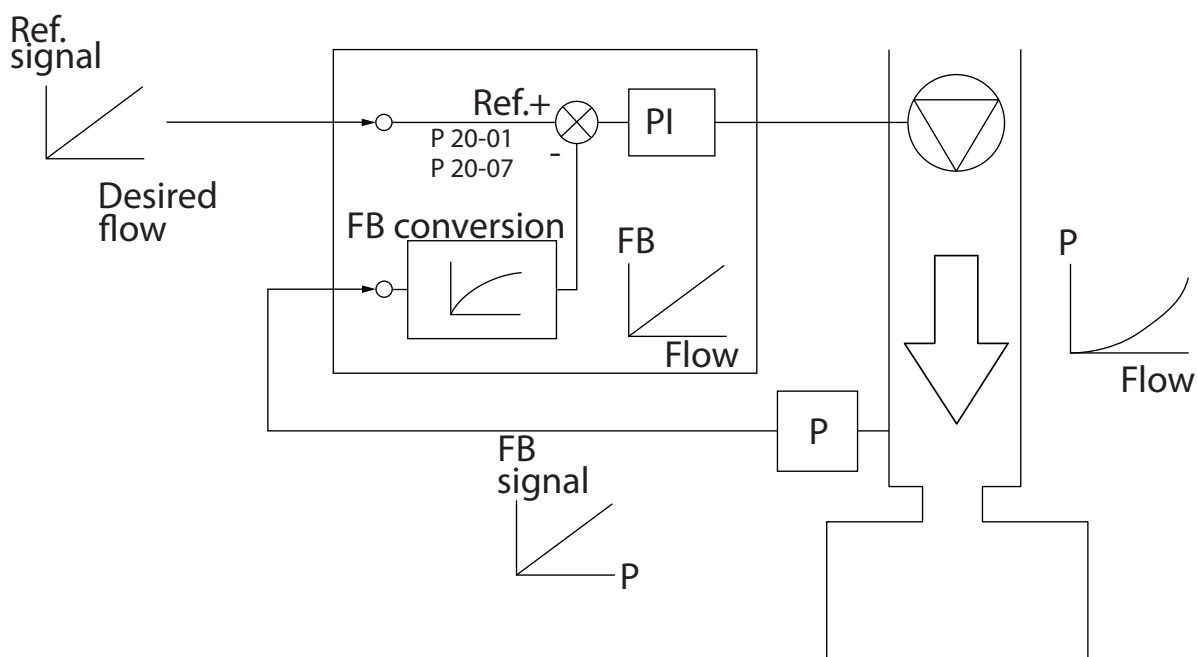 Ref.
signal
Desired
flow
Ref.+
P 20-01
P 20-07
-
PI
FB conversion
FB
Flow
P
Flow
P
FB
signal
P